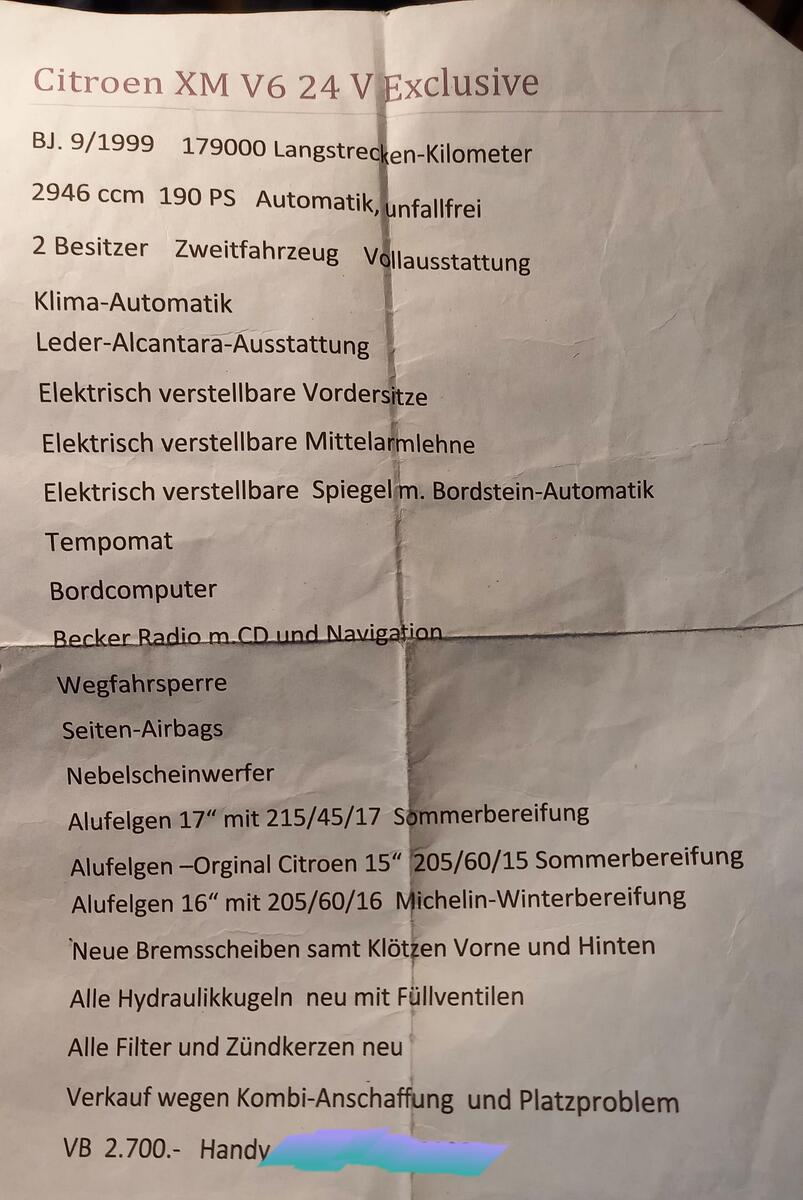 Citroen XM V6 24 V Exclusive
BJ. 9/1999 179000 Langstrecken-Kilometer
2946 ccm 190 PS Automatik, unfallfrei
2 Besitzer Zweitfahrzeug Vollausstattung
Klima-Automatik
Leder-Alcantara-Ausstattung
Elektrisch verstellbare Vordersitze
Elektrisch verstellbare Mittelarmlehne
Elektrisch verstellbare Spiegel m. Bordstein-Automatik
Tempomat
Bordcomputer
Becker Radio m.CD und Navigation
Wegfahrsperre
Seiten-Airbags
Nebelscheinwerfer
Alufelgen 17“ mit 215/45/17 Sommerbereifung
Alufelgen –Orginal Citroen 15“ 205/60/15 Sommerbereifung
Alufelgen 16“ mit 205/60/16 Michelin-Winterbereifung
Neue Bremsscheiben samt Klötzen Vorne und Hinten
Alle Hydraulikkugeln neu mit Füllventilen
Alle Filter und Zündkerzen neu
Verkauf wegen Kombi-Anschaffung und Platzproblem
VB 2.700.- Handy